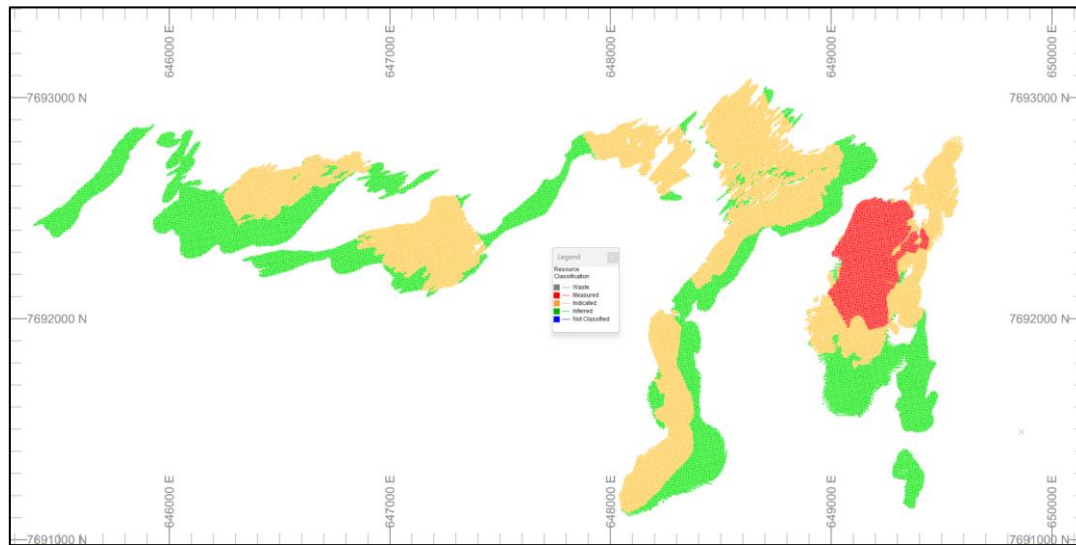 646000 E
647000 E
648000 E
649000 E
650000 E
7693000 N
7693000 N
Legend
Resource
Classification
Waste
Measured
Indicated
Inferred
Not Classified
7692000 N
7692000 N
646000 E
647000 E
648000 E
649000 E
650000 E
7691000 N
7691000 N